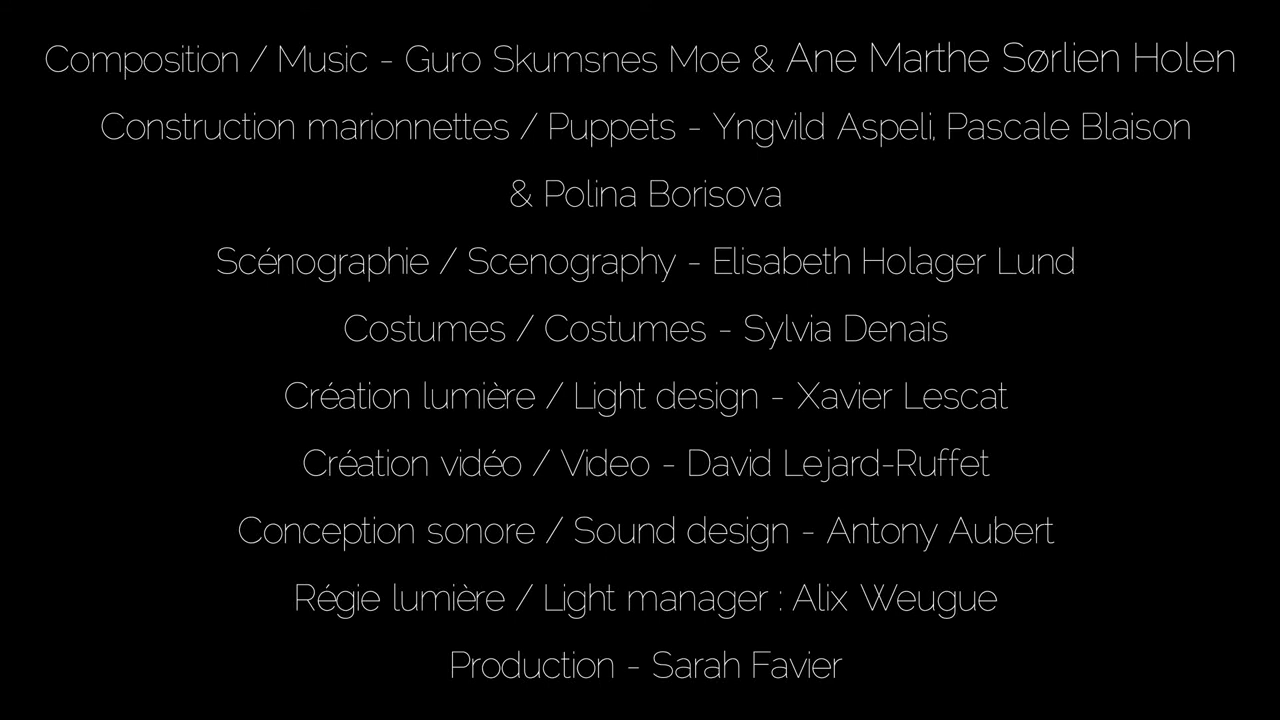 Composition / Music - Guro Skumsnes Moe & Ane Marthe Sørlien Holen
Construction marionnettes / Puppets - Yngvild Aspeli, Pascale Blaison
& Polina Borisova
Scénographie / Scenography - Elisabeth Holager Lund
Costumes / Costumes - Sylvia Denais
Création lumière / Light design - Xavier Lescat
Création vidéo / Video - David Lejard-Ruffet
Conception sonore / Sound design - Antony Aubert
Régie lumière / Light manager : Alix Weugue
Production - Sarah Favier